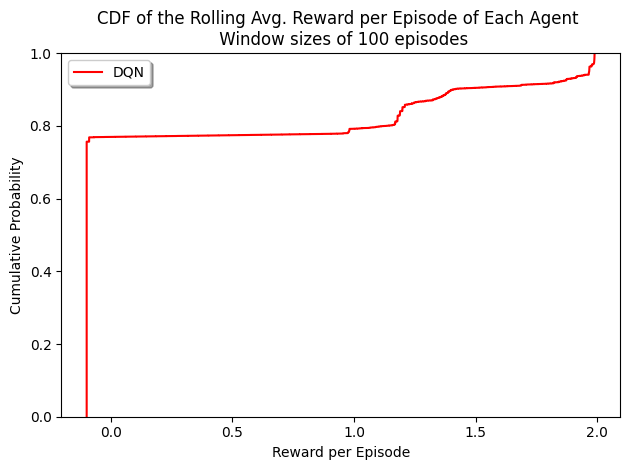 CDF of the Rolling Avg. Reward per Episode of Each Agent
Window sizes of 100 episodes
DQN
Cumulative Probability
1.0
0.8
0.6
0.4
0.2
0.0
0.0 0.5 1.0 1.5 2.0
Reward per Episode